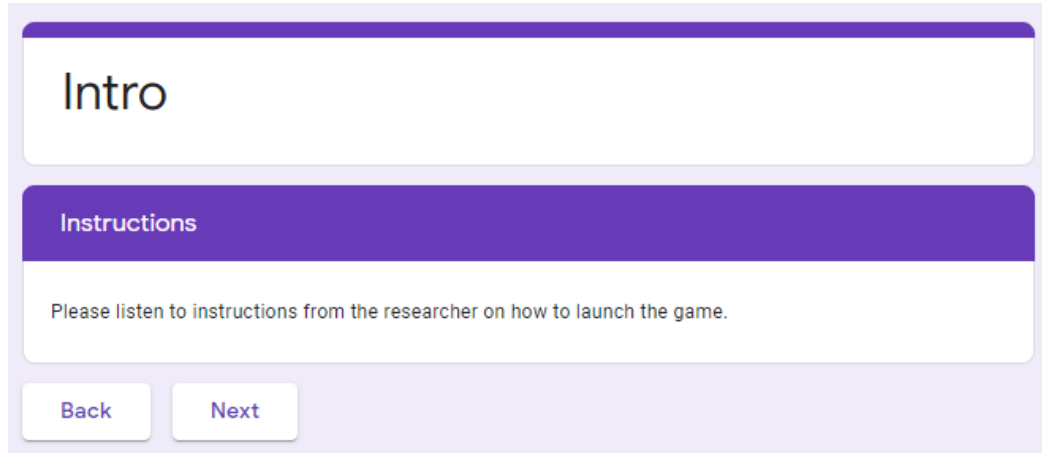 Intro
Instructions
Please listen to instructions from the researcher on how to launch the game.
Back
Next